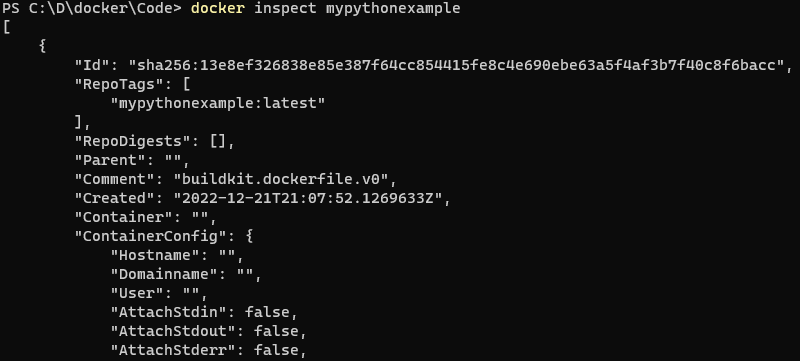 PS C:\D\docker\Code> docker inspect mypythonexample
[
    {
        "Id": "sha256:13e8ef326838e85e387f64cc854415fe8c4e690ebe63a5f4af3b7f40c8f6bacc",
        "RepoTags": [
            "mypythonexample:latest"
        ],
        "RepoDigests": [],
        "Parent": "",
        "Comment": "buildkit.dockerfile.v0",
        "Created": "2022-12-21T21:07:52.1269633Z",
        "Container": "",
        "ContainerConfig": {
            "Hostname": "",
            "Domainname": "",
            "User": "",
            "AttachStdin": false,
            "AttachStdout": false,
            "AttachStderr": false,